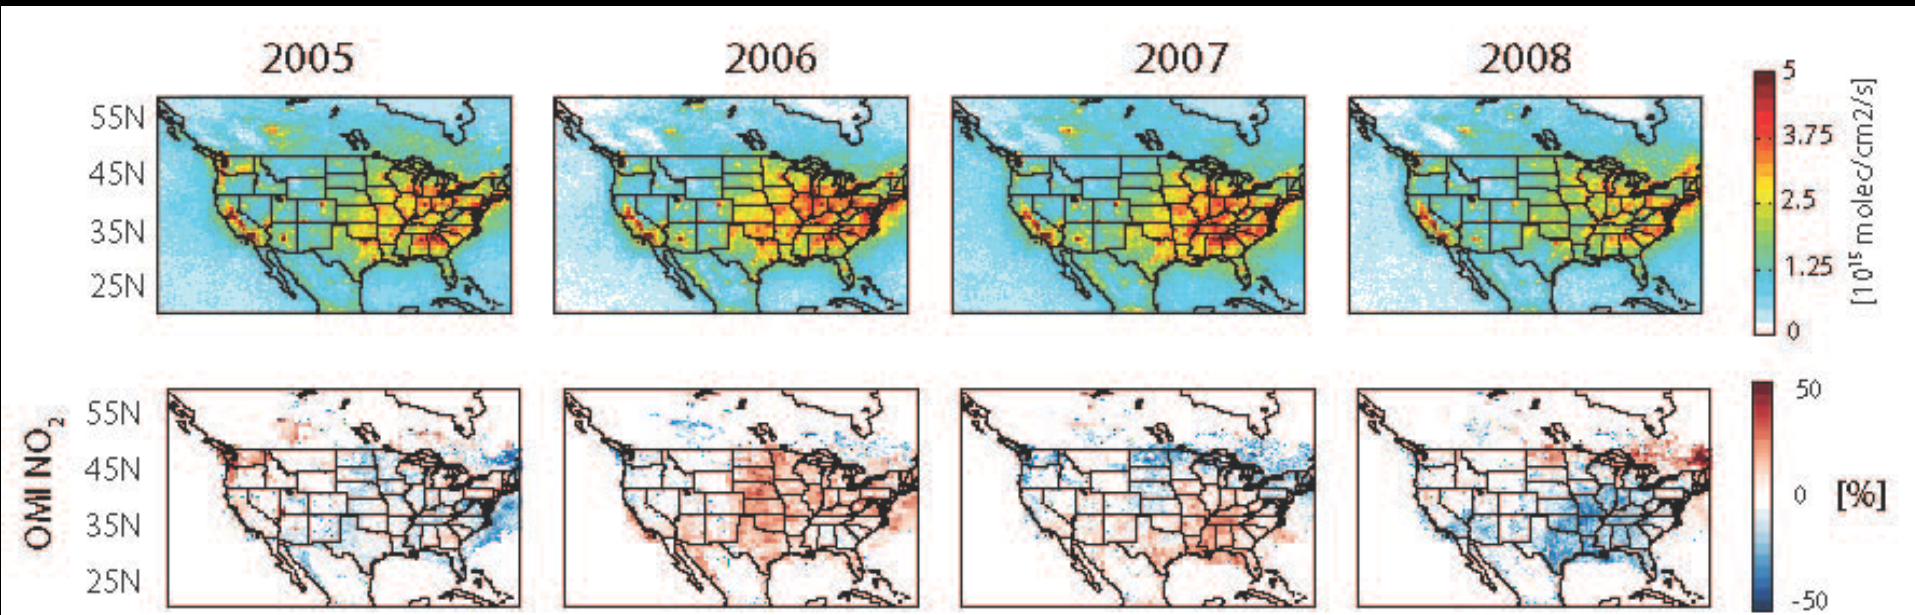 2005 2006 2007 2008
55N
45N
35N
25N
5
3.75
2.5
1.25
0
[10¹⁵ molec/cm2/s]
OMI NO₂
55N
45N
35N
25N
50
0
-50
[%]